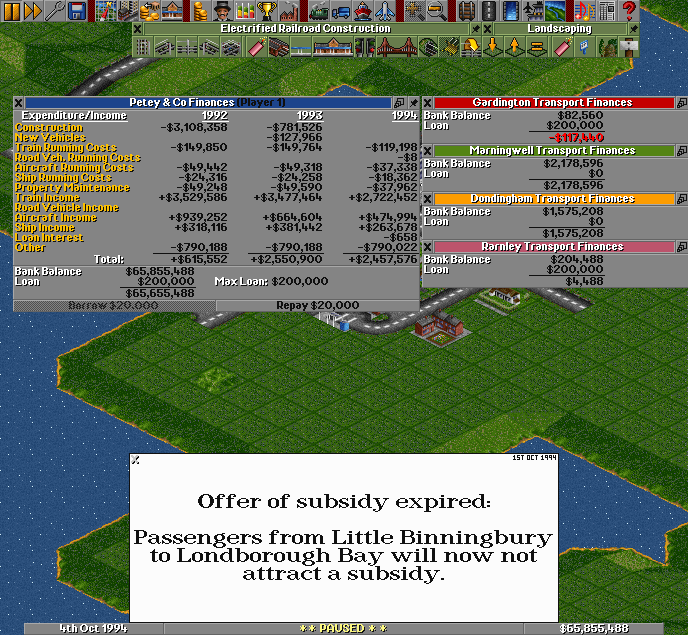 Electrified Railroad Construction
Landscaping
Petey & Co Finances (Player 1)
Expenditure/Income 1992 1993 1994
Construction -$3,108,358 -$781,526
New Vehicles -$127,966
Train Running Costs -$149,850 -$149,764 -$119,198
Road Veh. Running Costs -$8
Aircraft Running Costs -$49,442 -$49,318 -$37,338
Ship Running Costs -$24,316 -$24,258 -$18,362
Property Maintenance -$49,248 -$49,590 -$37,962
Train Income +$3,529,586 +$3,477,464 +$2,722,452
Road Vehicle Income
Aircraft Income +$939,252 +$664,604 +$474,994
Ship Income +$318,116 +$381,442 +$263,678
Loan Interest -$658
Other -$790,188 -$790,188 -$790,022
Total: +$615,552 +$2,550,900 +$2,457,576
Bank Balance $65,855,488
Loan $200,000 Max Loan: $200,000
$65,655,488
Borrow $20,000 Repay $20,000
Gardington Transport Finances
Bank Balance $82,560
Loan $200,000
-$117,440
Marningwell Transport Finances
Bank Balance $2,178,596
Loan $0
$2,178,596
Dondingham Transport Finances
Bank Balance $1,575,208
Loan $0
$1,575,208
Rarnley Transport Finances
Bank Balance $204,488
Loan $200,000
$4,488
1ST OCT 1994
Offer of subsidy expired:
Passengers from Little Binningbury
to Londborough Bay will now not
attract a subsidy.
4th Oct 1994 * * PAUSED * * $65,855,488